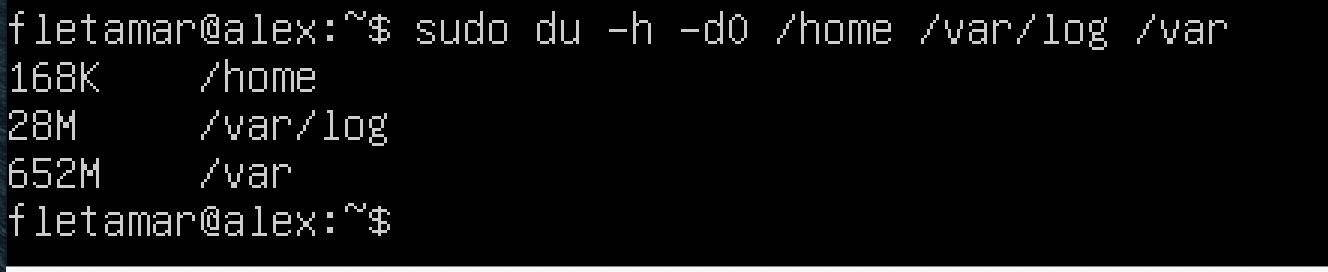 fletamar@alex:~$ sudo du -h -d0 /home /var/log /var
168K    /home
28M     /var/log
652M    /var
fletamar@alex:~$